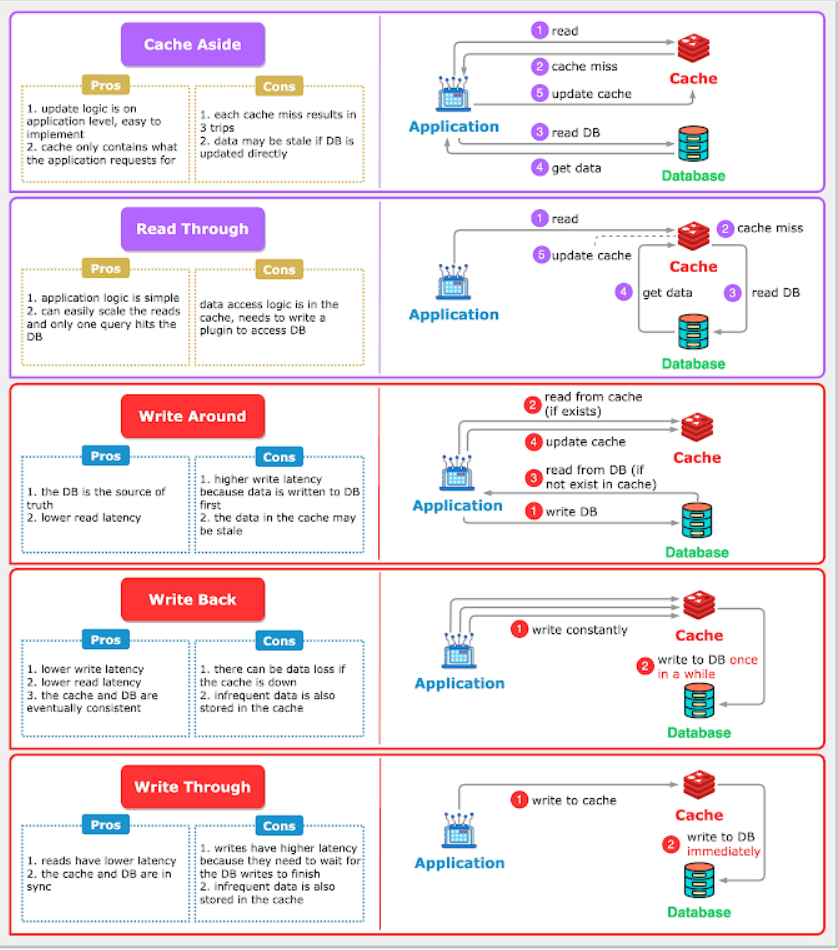 Cache Aside
Pros
1. update logic is on
application level, easy to
implement
2. cache only contains what
the application requests for
Cons
1. each cache miss results in
3 trips
2. data may be stale if DB is
updated directly
1 read
2 cache miss
5 update cache
3 read DB
4 get data
Application
Cache
Database
Read Through
Pros
1. application logic is simple
2. can easily scale the reads
and only one query hits the
DB
Cons
data access logic is in the
cache, needs to write a
plugin to access DB
1 read
2 cache miss
5 update cache
Cache
4 get data
3 read DB
Application
Database
Write Around
Pros
1. the DB is the source of
truth
2. lower read latency
Cons
1. higher write latency
because data is written to DB
first
2. the data in the cache may
be stale
2 read from cache
(if exists)
4 update cache
Cache
3 read from DB (if
not exist in cache)
Application
1 write DB
Database
Write Back
Pros
1. lower write latency
2. lower read latency
3. the cache and DB are
eventually consistent
Cons
1. there can be data loss if
the cache is down
2. infrequent data is also
stored in the cache
1 write constantly
Cache
Application
2 write to DB once
in a while
Database
Write Through
Pros
1. reads have lower latency
2. the cache and DB are in
sync
Cons
1. writes have higher latency
because they need to wait for
the DB writes to finish
2. infrequent data is also
stored in the cache
1 write to cache
Cache
Application
2 write to DB
immediately
Database